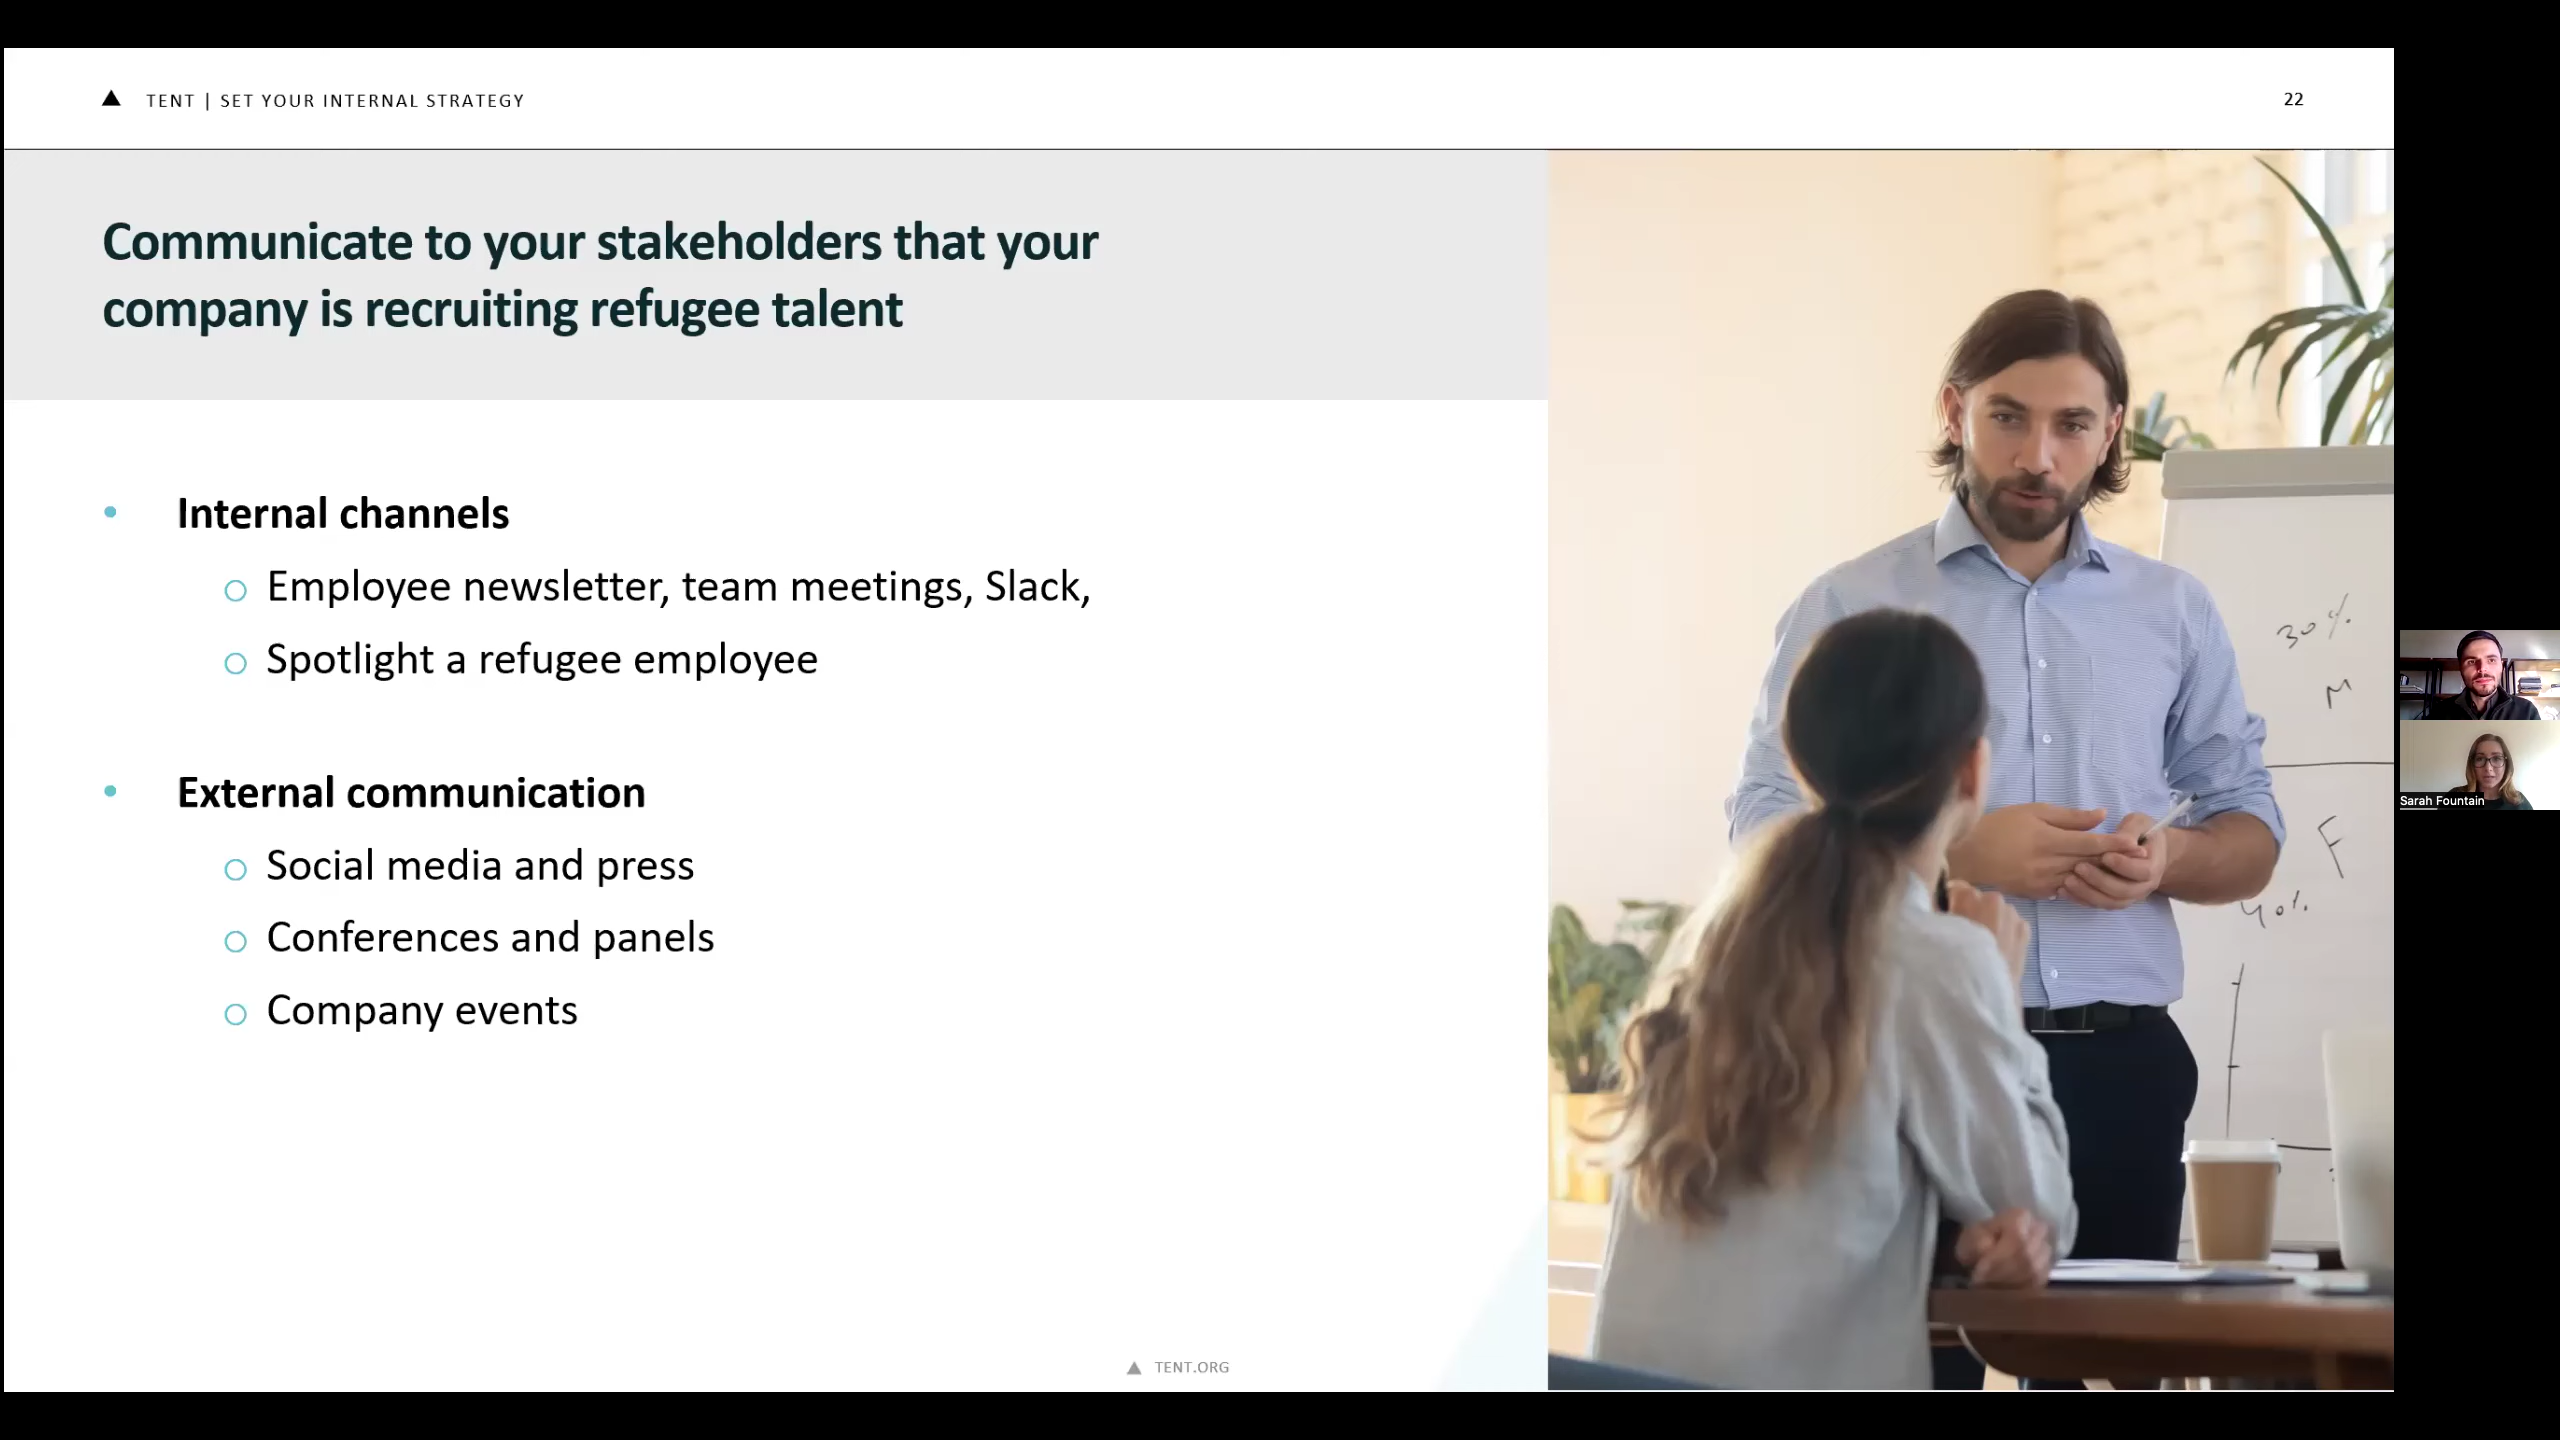 TENT | SET YOUR INTERNAL STRATEGY
22
Communicate to your stakeholders that your
company is recruiting refugee talent
• Internal channels
o Employee newsletter, team meetings, Slack,
o Spotlight a refugee employee
• External communication
o Social media and press
o Conferences and panels
o Company events
30%
M
F
40%
Sarah Fountain
TENT.ORG